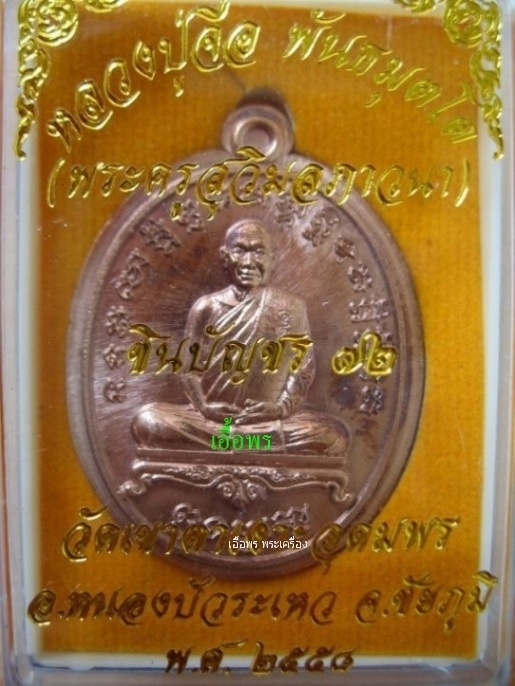 หลวงปู่จือ พันธมุตโต
(พระครูสุวิมลภาวนา)
ชินบัญชร ๑๒
เอื้อพร
วัดเขาตาเงาะ อุดมพร
เอื้อพร พระเครื่อง
อ.หนองบัวระเหว จ.ชัยภูมิ
พ.ศ. ๒๕๕๘